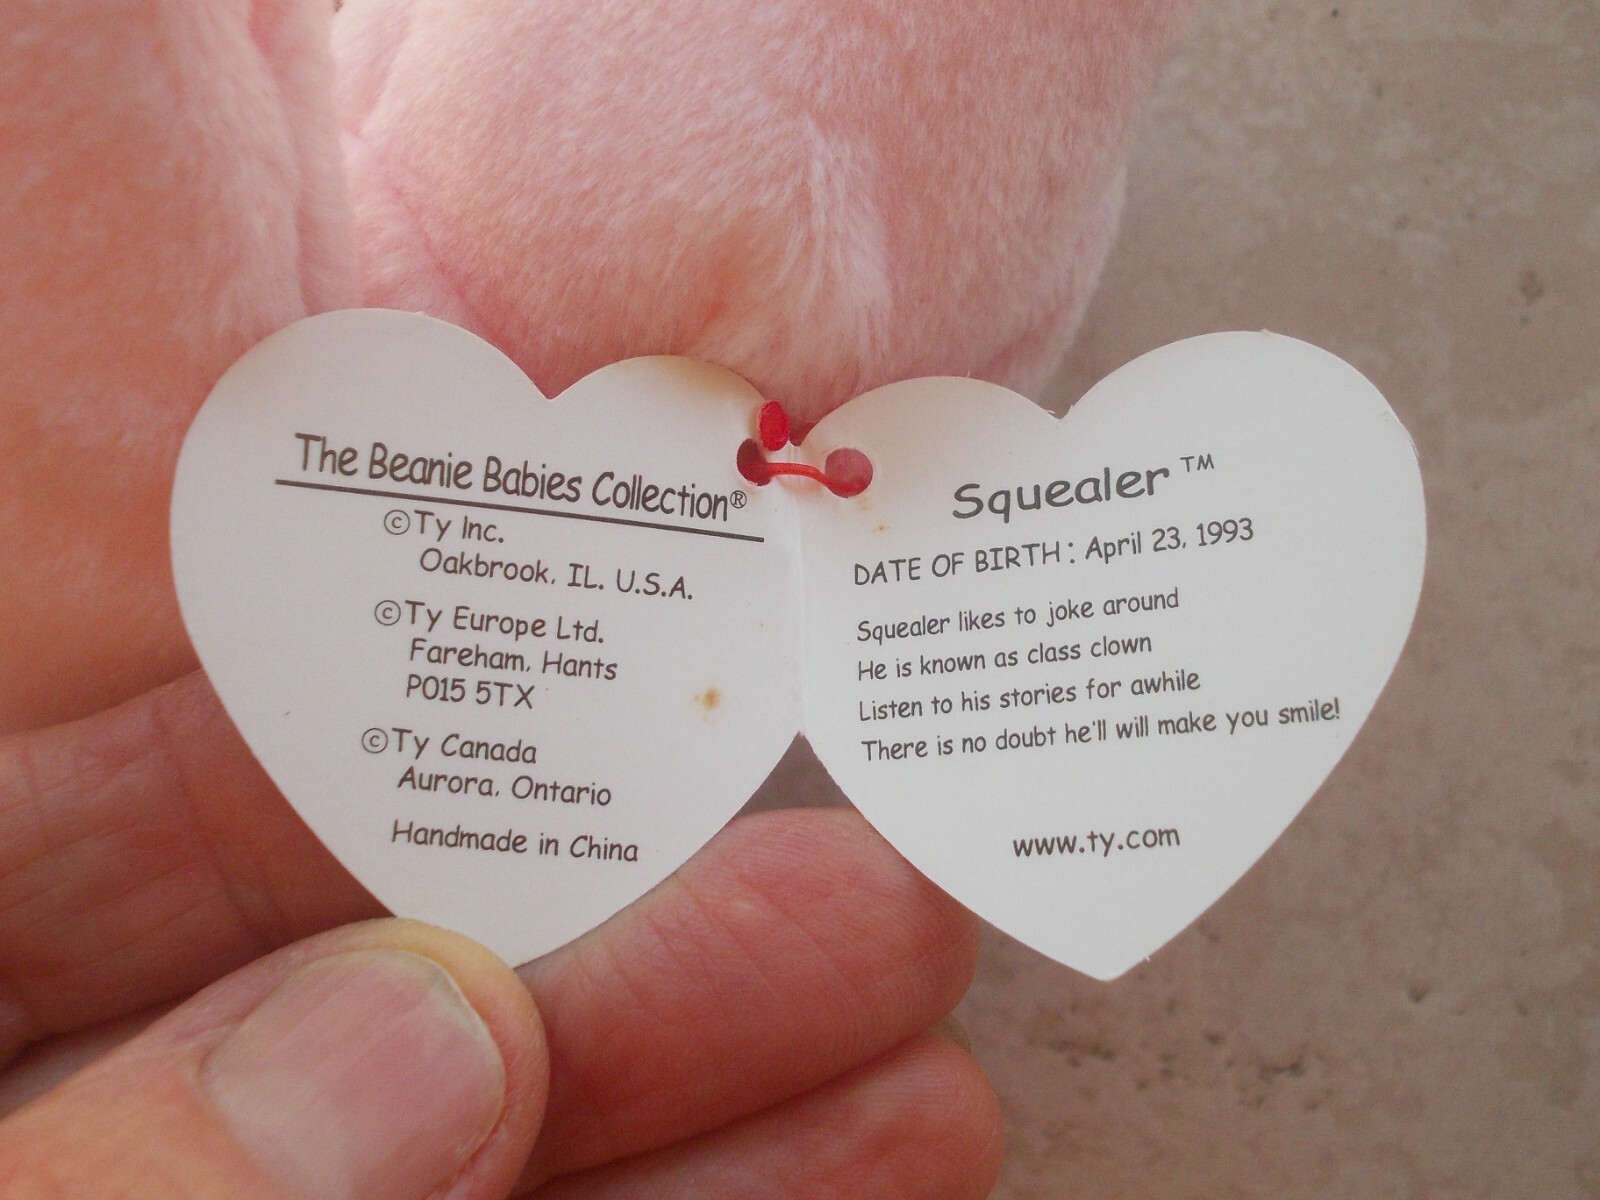 The Beanie Babies Collection®
©Ty Inc.
Oakbrook, IL. U.S.A.
©Ty Europe Ltd.
Fareham, Hants
PO15 5TX
©Ty Canada
Aurora, Ontario
Handmade in China
Squealer™
DATE OF BIRTH: April 23, 1993
Squealer likes to joke around
He is known as class clown
Listen to his stories for awhile
There is no doubt he'll will make you smile!
www.ty.com